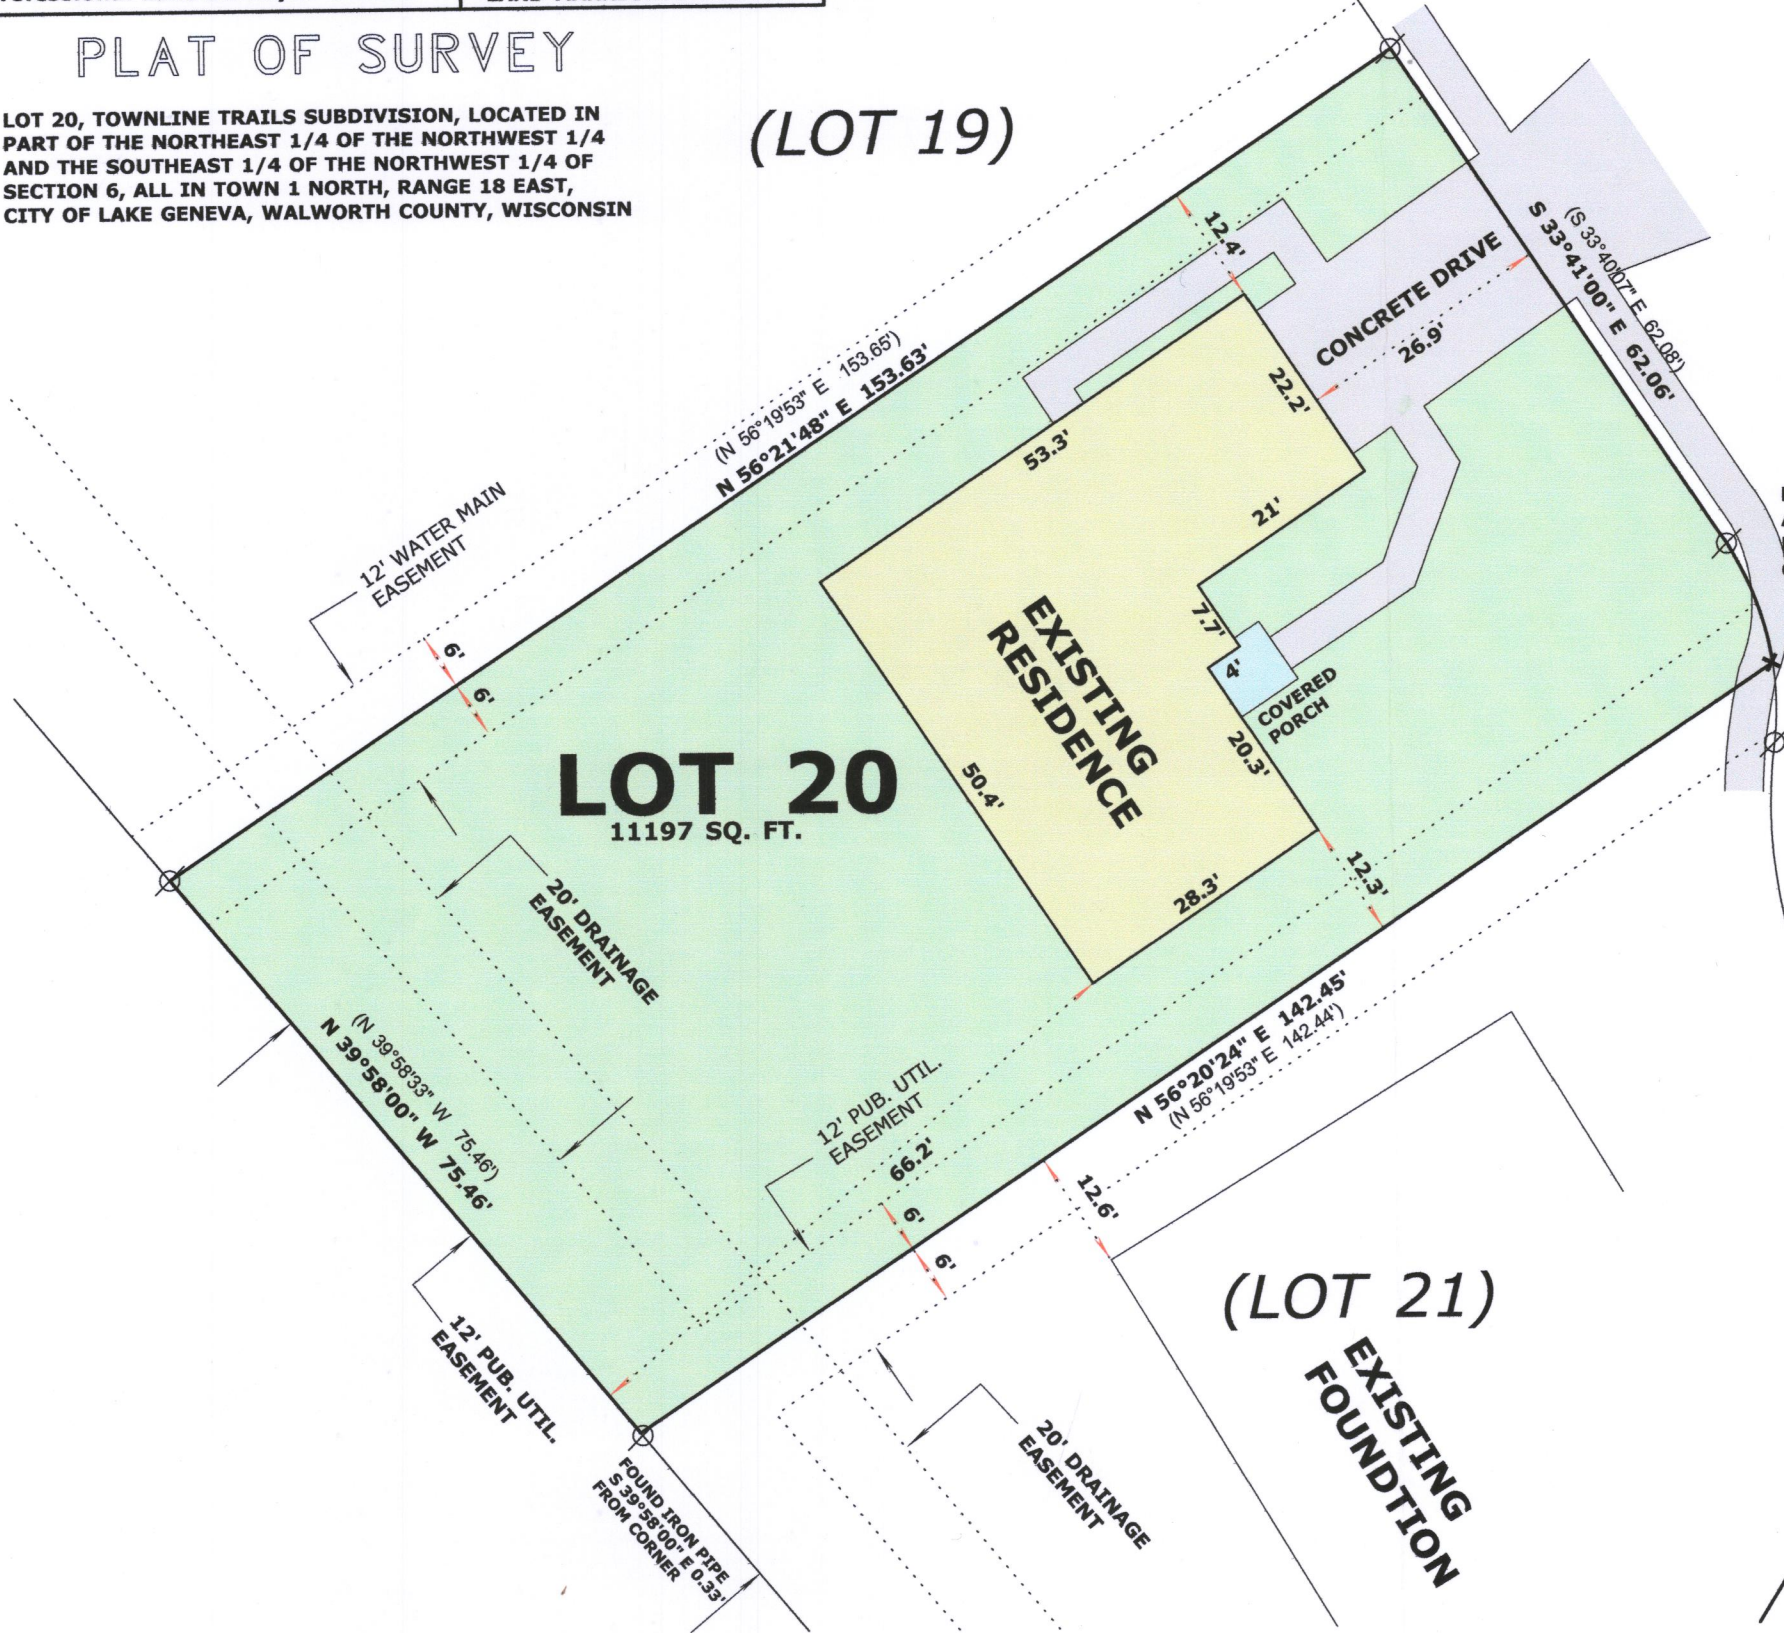 PLAT OF SURVEY
LOT 20, TOWNLINE TRAILS SUBDIVISION, LOCATED IN
PART OF THE NORTHEAST 1/4 OF THE NORTHWEST 1/4
AND THE SOUTHEAST 1/4 OF THE NORTHWEST 1/4 OF
SECTION 6, ALL IN TOWN 1 NORTH, RANGE 18 EAST,
CITY OF LAKE GENEVA, WALWORTH COUNTY, WISCONSIN
(LOT 19)
12.4'
CONCRETE DRIVE
26.9'
(S 33°40'07" E 62.08')
S 33°41'00" E 62.06'
(N 56°19'53" E 153.65')
N 56°21'48" E 153.63'
22.2'
53.3'
21'
12' WATER MAIN
EASEMENT
6'
6'
7.7'
4'
COVERED
PORCH
EXISTING
RESIDENCE
20.3'
50.4'
LOT 20
11197 SQ. FT.
28.3'
12.3'
20' DRAINAGE
EASEMENT
(N 39°58'33" W 75.46')
N 39°58'00" W 75.46'
12' PUB. UTIL.
EASEMENT
66.2'
N 56°20'24" E 142.45'
(N 56°19'53" E 142.44')
12.6'
6'
6'
(LOT 21)
EXISTING
FOUNDTION
12' PUB. UTIL.
EASEMENT
20' DRAINAGE
EASEMENT
FOUND IRON PIPE
S 39°58'00" E 0.33'
FROM CORNER